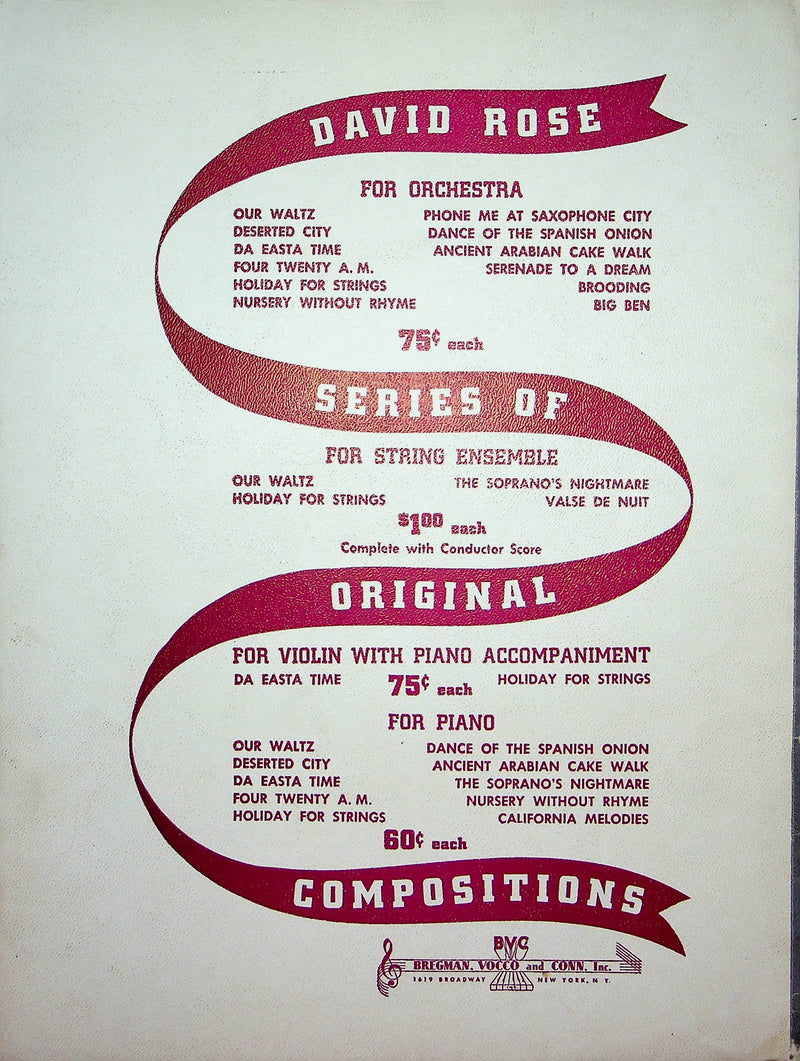 DAVID ROSE
FOR ORCHESTRA
OUR WALTZ PHONE ME AT SAXOPHONE CITY
DESERTED CITY DANCE OF THE SPANISH ONION
DA EASTA TIME ANCIENT ARABIAN CAKE WALK
FOUR TWENTY A. M. SERENADE TO A DREAM
HOLIDAY FOR STRINGS BROODING
NURSERY WITHOUT RHYME BIG BEN
75¢ each
SERIES OF
FOR STRING ENSEMBLE
OUR WALTZ THE SOPRANO'S NIGHTMARE
HOLIDAY FOR STRINGS VALSE DE NUIT
$1.00 each
Complete with Conductor Score
ORIGINAL
FOR VIOLIN WITH PIANO ACCOMPANIMENT
DA EASTA TIME 75¢ each HOLIDAY FOR STRINGS
FOR PIANO
OUR WALTZ DANCE OF THE SPANISH ONION
DESERTED CITY ANCIENT ARABIAN CAKE WALK
DA EASTA TIME THE SOPRANO'S NIGHTMARE
FOUR TWENTY A. M. NURSERY WITHOUT RHYME
HOLIDAY FOR STRINGS CALIFORNIA MELODIES
60¢ each
COMPOSITIONS
BVC
BREGMAN, VOCCO and CONN, Inc.
1619 BROADWAY NEW YORK, N. Y.